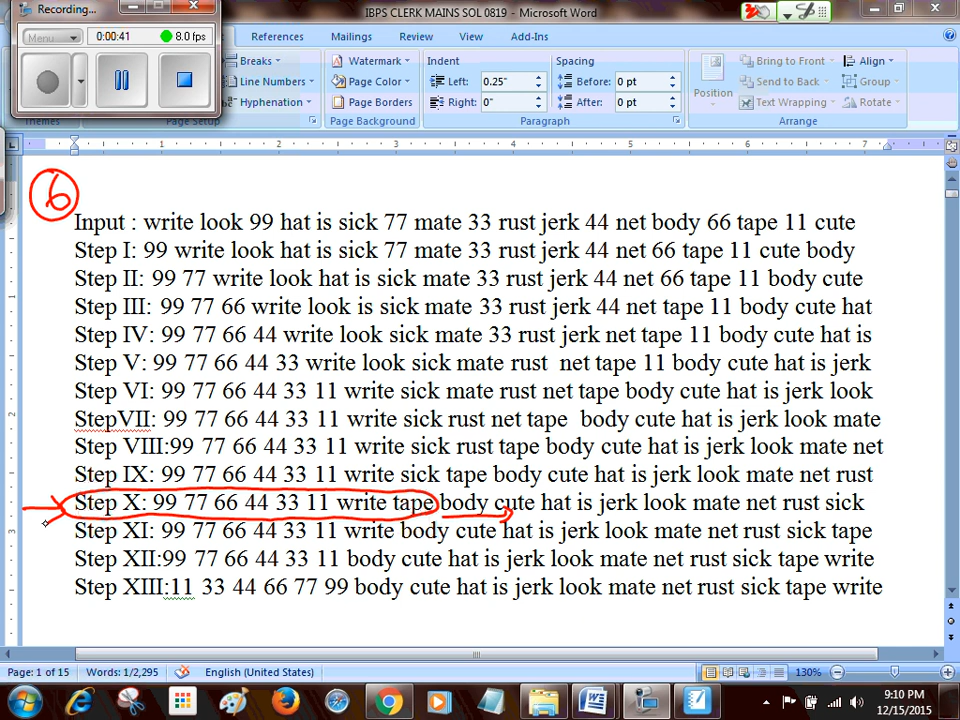 Recording...
IBPS CLERK MAINS SOL 0819 - Microsoft Word
Menu 0:00:41 8.0 fps
References Mailings Review View Add-Ins
Breaks Watermark Indent Spacing Bring to Front Align
Line Numbers Page Color Left: 0.25" Before: 0 pt Position Send to Back Group
Hyphenation Page Borders Right: 0" After: 0 pt Text Wrapping Rotate
Themes Page Setup Page Background Paragraph Arrange
1 2 3 4 5 6 7
6
Input : write look 99 hat is sick 77 mate 33 rust jerk 44 net body 66 tape 11 cute
Step I: 99 write look hat is sick 77 mate 33 rust jerk 44 net 66 tape 11 cute body
Step II: 99 77 write look hat is sick mate 33 rust jerk 44 net 66 tape 11 body cute
Step III: 99 77 66 write look is sick mate 33 rust jerk 44 net tape 11 body cute hat
Step IV: 99 77 66 44 write look sick mate 33 rust jerk net tape 11 body cute hat is
Step V: 99 77 66 44 33 write look sick mate rust  net tape 11 body cute hat is jerk
Step VI: 99 77 66 44 33 11 write sick mate rust net tape body cute hat is jerk look
StepVII: 99 77 66 44 33 11 write sick rust net tape  body cute hat is jerk look mate
Step VIII:99 77 66 44 33 11 write sick rust tape body cute hat is jerk look mate net
Step IX: 99 77 66 44 33 11 write sick tape body cute hat is jerk look mate net rust
Step X: 99 77 66 44 33 11 write tape body cute hat is jerk look mate net rust sick
Step XI: 99 77 66 44 33 11 write body cute hat is jerk look mate net rust sick tape
Step XII:99 77 66 44 33 11 body cute hat is jerk look mate net rust sick tape write
Step XIII:11 33 44 66 77 99 body cute hat is jerk look mate net rust sick tape write
Page: 1 of 15 Words: 1/2,295 English (United States) 130%
9:10 PM
12/15/2015